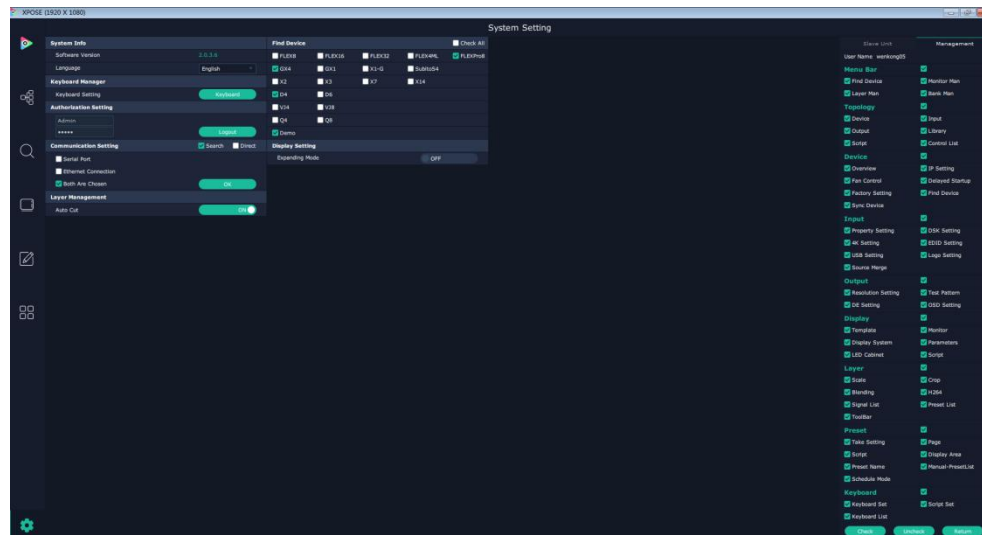 XPOSE (1920 X 1080)
System Setting
System Info
Software Version 2.0.3.6
Language English
Keyboard Manager
Keyboard Setting Keyboard
Authorization Setting
Admin
***** Logout
Communication Setting Search Direct
Serial Port
Ethernet Connection
Both Are Chosen OK
Layer Management
Auto Cut ON
Find Device Check All
FLEX8 FLEX16 FLEX32 FLEX4ML FLEXPro8
GX4 GX1 X1-G SubitoS4
X2 X3 X7 X14
D4 D6
VJ4 VJ8
Q4 Q8
Demo
Display Setting
Expanding Mode OFF
Slave Unit Management
User Name wenkong05
Menu Bar
Find Device Monitor Man
Layer Man Bank Man
Topology
Device Input
Output Library
Script Control List
Device
Overview IP Setting
Fan Control Delayed Startup
Factory Setting Find Device
Sync Device
Input
Property Setting DSK Setting
4K Setting EDID Setting
USB Setting Logo Setting
Source Merge
Output
Resolution Setting Test Pattern
DE Setting OSD Setting
Display
Template Monitor
Display System Parameters
LED Cabinet Script
Layer
Scale Crop
Blending H264
Signal List Preset List
ToolBar
Preset
Take Setting Page
Script Display Area
Preset Name Manual-PresetList
Schedule Mode
Keyboard
Keyboard Set Script Set
Keyboard List
Check Uncheck Return